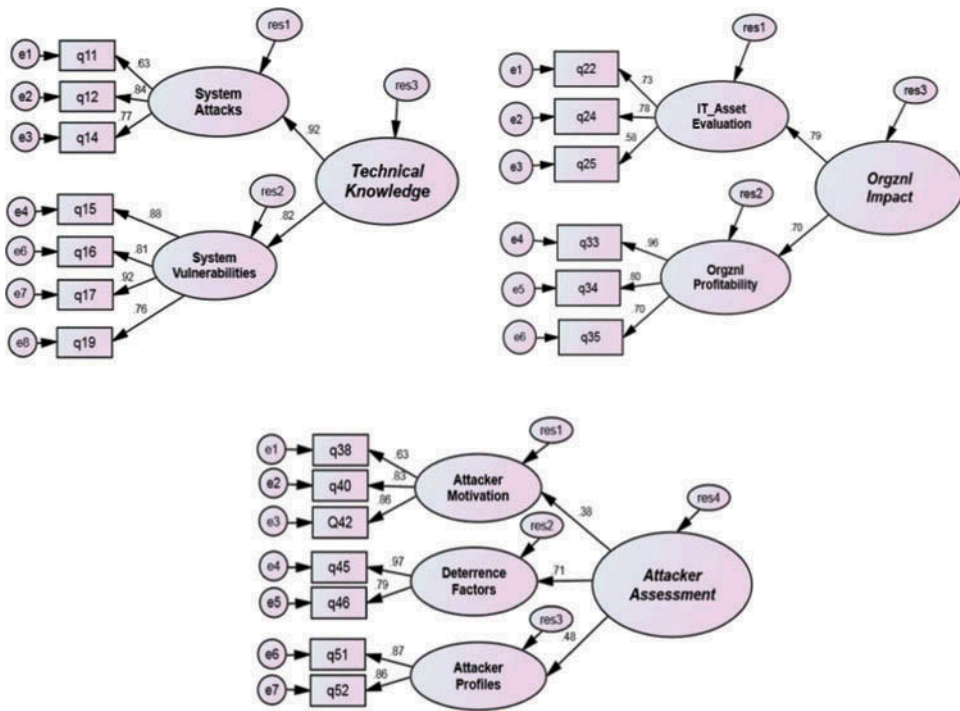 res1
e1
q11
.63
e2
q12
.84
System
Attacks
e3
q14
.77
res3
.92
Technical
Knowledge
res2
.82
e4
q15
.88
e6
q16
.81
System
Vulnerabilities
e7
q17
.92
.76
e8
q19
res1
e1
q22
.73
e2
q24
.78
IT_Asset
Evaluation
e3
q25
.58
res3
.79
Orgznl
Impact
res2
.70
e4
q33
.96
e5
q34
.80
Orgznl
Profitability
e6
q35
.70
res1
e1
q38
.63
e2
q40
.83
Attacker
Motivation
e3
Q42
.86
res4
.38
res2
e4
q45
.97
Deterrence
Factors
.71
Attacker
Assessment
e5
q46
.79
res3
.48
e6
q51
.87
Attacker
Profiles
e7
q52
.86